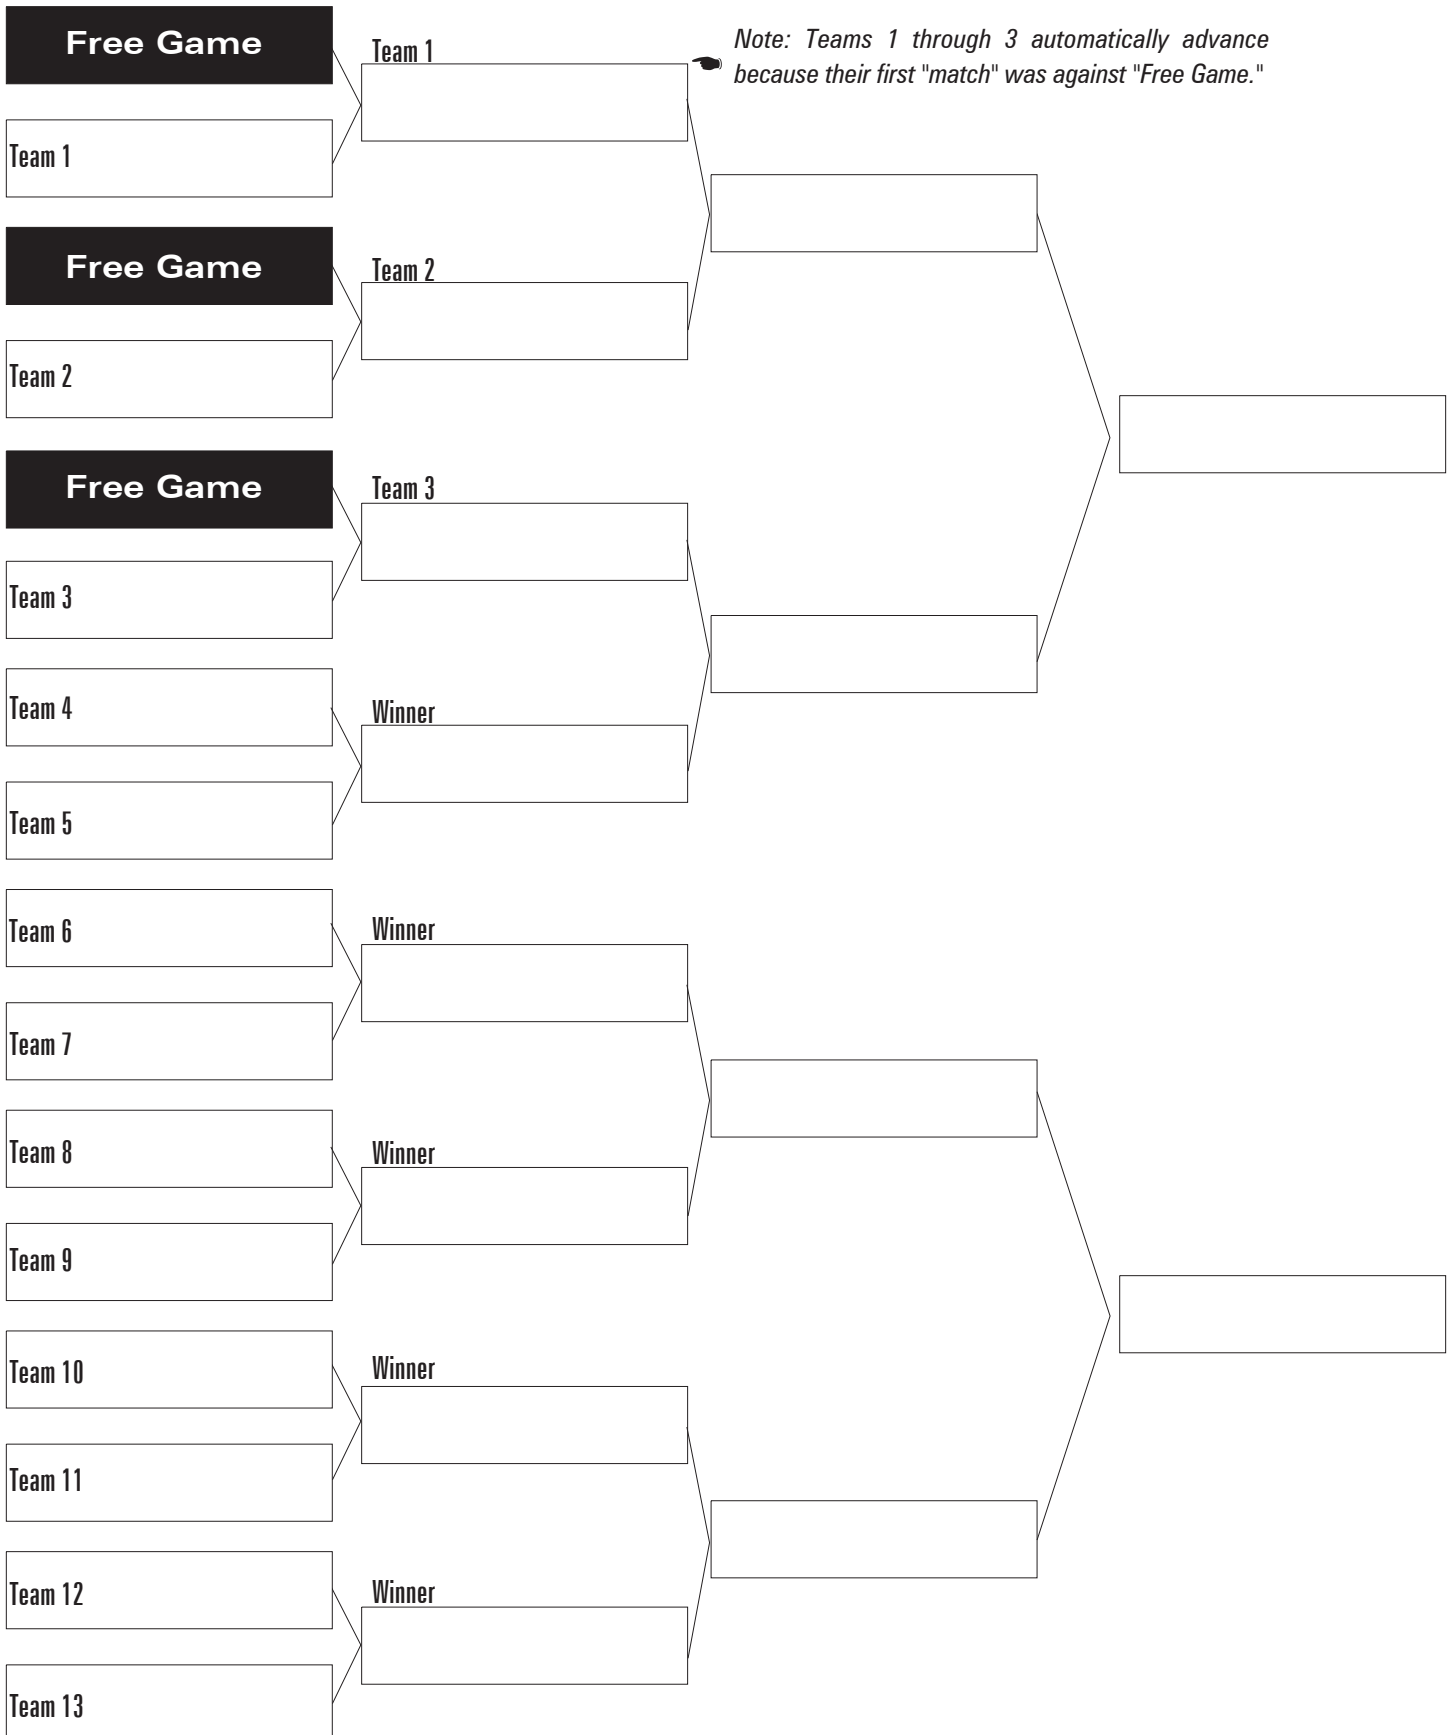 Free Game
Team 1
Note: Teams 1 through 3 automatically advance
because their first "match" was against "Free Game."
Team 1
Free Game
Team 2
Team 2
Free Game
Team 3
Team 3
Team 4
Winner
Team 5
Team 6
Winner
Team 7
Team 8
Winner
Team 9
Team 10
Winner
Team 11
Team 12
Winner
Team 13